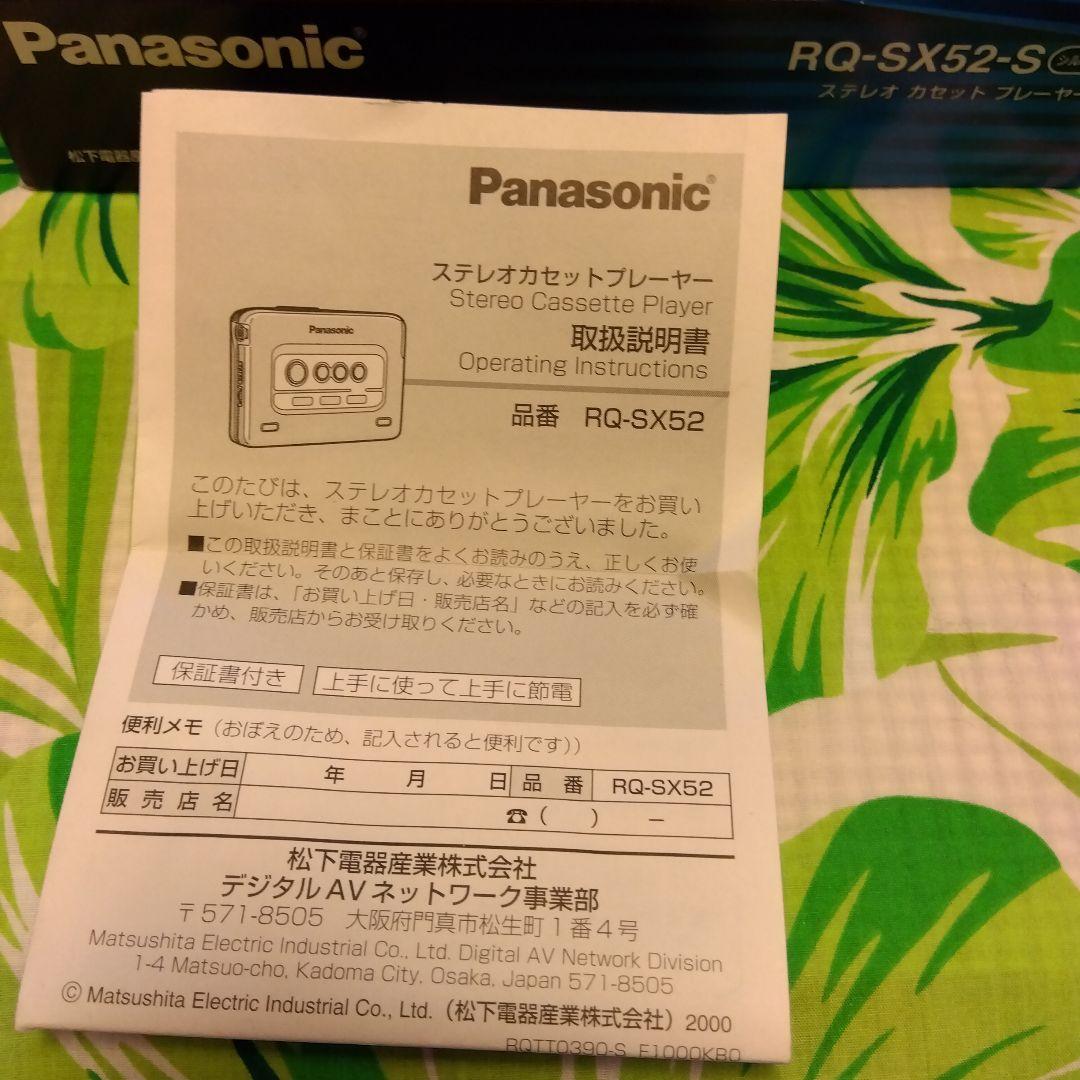 Panasonic
RQ-SX52-S
ステレオ カセット プレーヤー
松下電器産
Panasonic
ステレオカセットプレーヤー
Stereo Cassette Player
取扱説明書
Operating Instructions
Panasonic
品番 RQ-SX52
このたびは、ステレオカセットプレーヤーをお買い
上げいただき、まことにありがとうございました。
■この取扱説明書と保証書をよくお読みのうえ、正しくお使
いください。そのあと保存し、必要なときにお読みください。
■保証書は、「お買い上げ日・販売店名」などの記入を必ず確
かめ、販売店からお受け取りください。
保証書付き 上手に使って上手に節電
便利メモ(おぼえのため、記入されると便利です))
お買い上げ日 年 月 日 品番 RQ-SX52
販売店名 ☎( ) −
松下電器産業株式会社
デジタルAVネットワーク事業部
〒571-8505 大阪府門真市松生町1番4号
Matsushita Electric Industrial Co., Ltd. Digital AV Network Division
1-4 Matsuo-cho, Kadoma City, Osaka, Japan 571-8505
© Matsushita Electric Industrial Co., Ltd.(松下電器産業株式会社)2000
RQTT0390-S F1000KB0